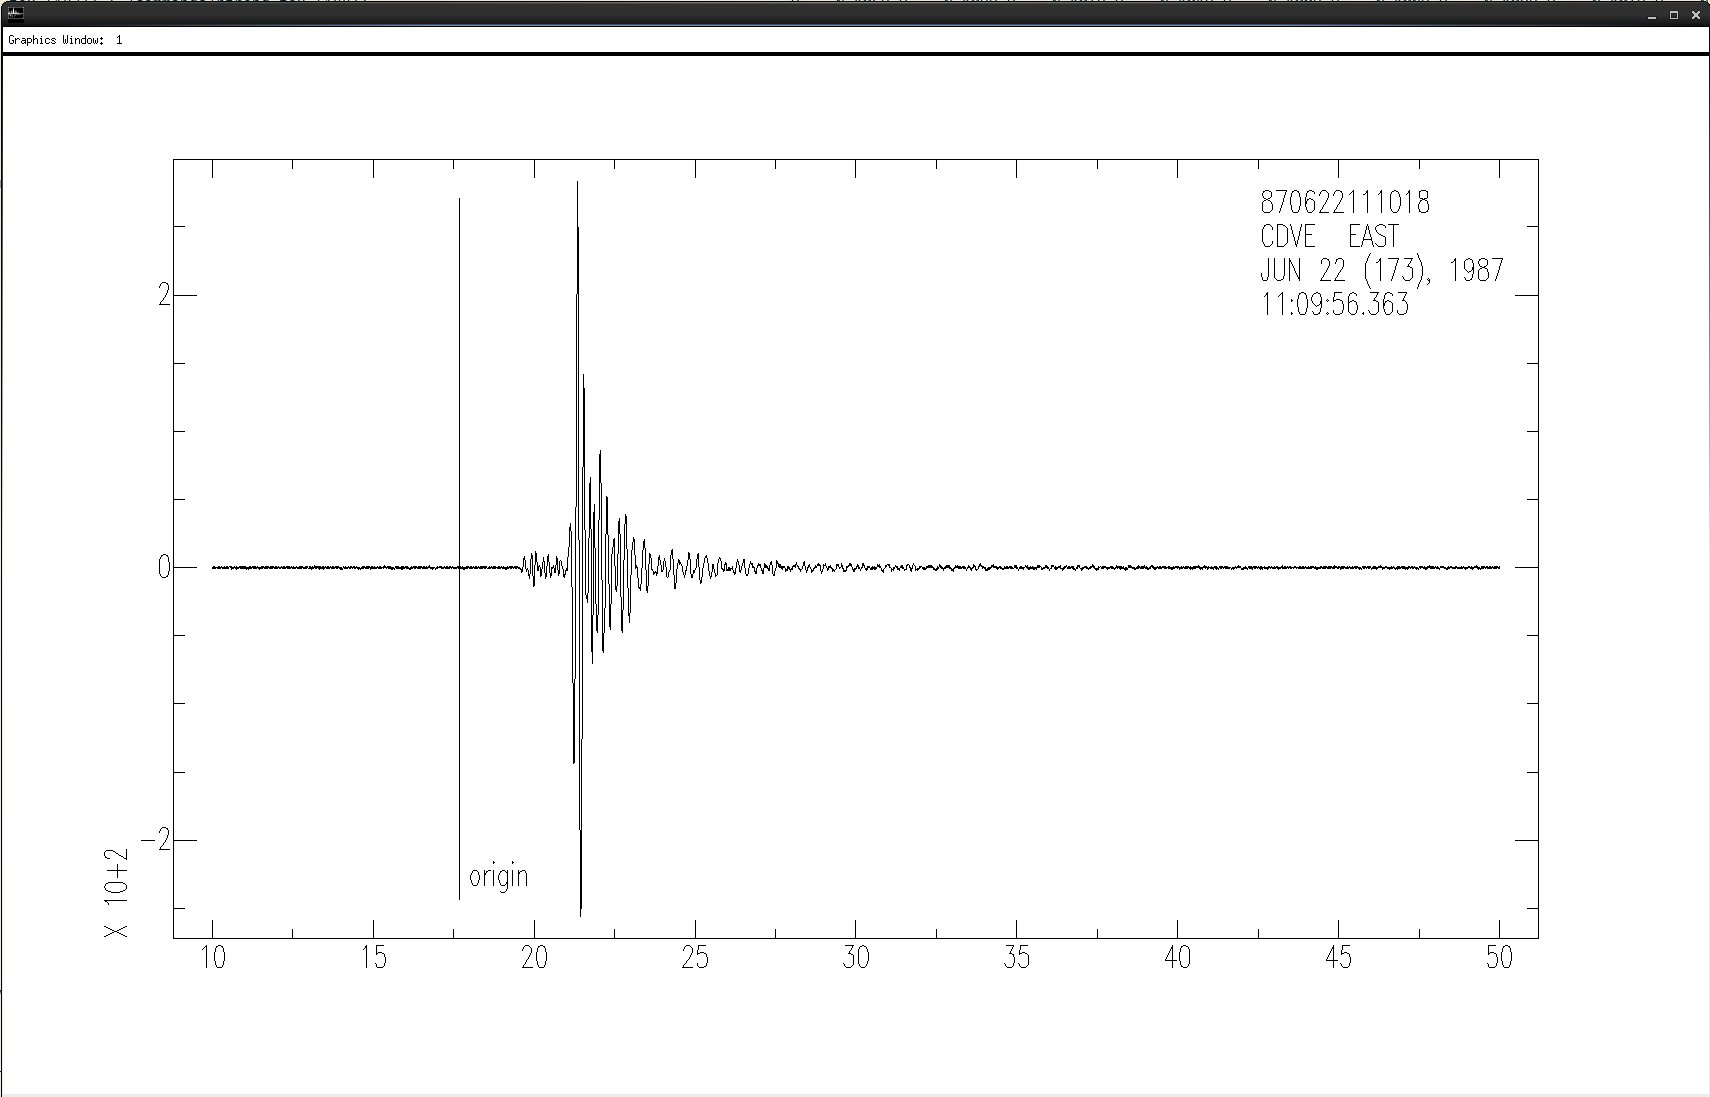 Graphics Window: 1
870622111018
CDVE EAST
JUN 22 (173), 1987
11:09:56.363
2
0
-2
X 10+2
origin
10 15 20 25 30 35 40 45 50